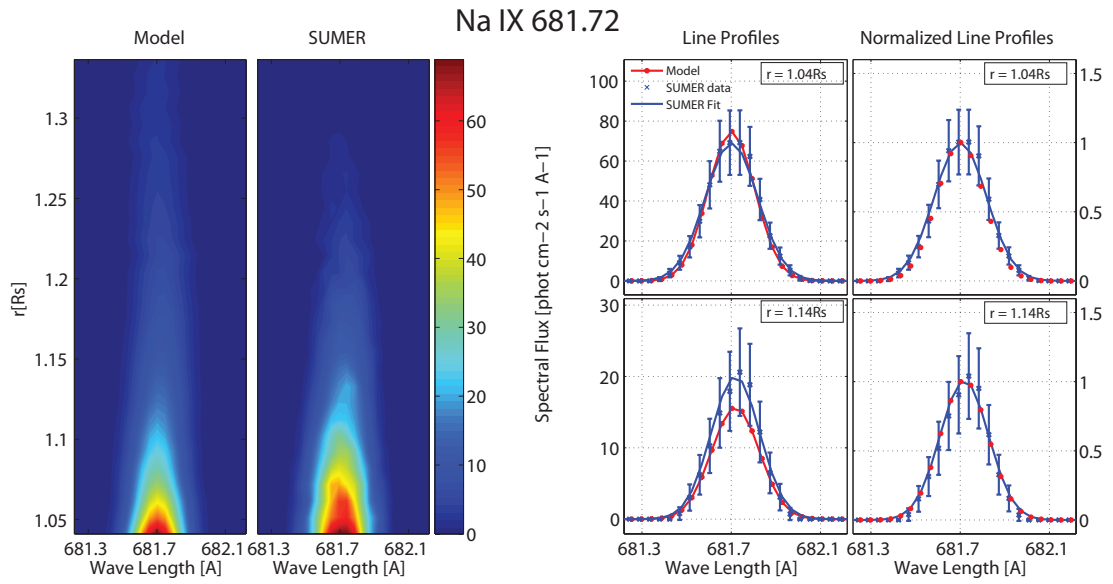 Na IX 681.72
Model
SUMER
Line Profiles
Normalized Line Profiles
r[Rs]
1.3
1.25
1.2
1.15
1.1
1.05
681.3 681.7 682.1
Wave Length [A]
681.3 681.7 682.1
Wave Length [A]
60
50
40
30
20
10
0
Spectral Flux [phot cm−2 s−1 A−1]
100
80
60
40
20
0
Model
SUMER data
SUMER Fit
r = 1.04Rs
r = 1.04Rs
1.5
1
0.5
0
30
20
10
0
r = 1.14Rs
r = 1.14Rs
1.5
1
0.5
0
681.3 681.7 682.1
Wave Length [A]
681.3 681.7 682.1
Wave Length [A]